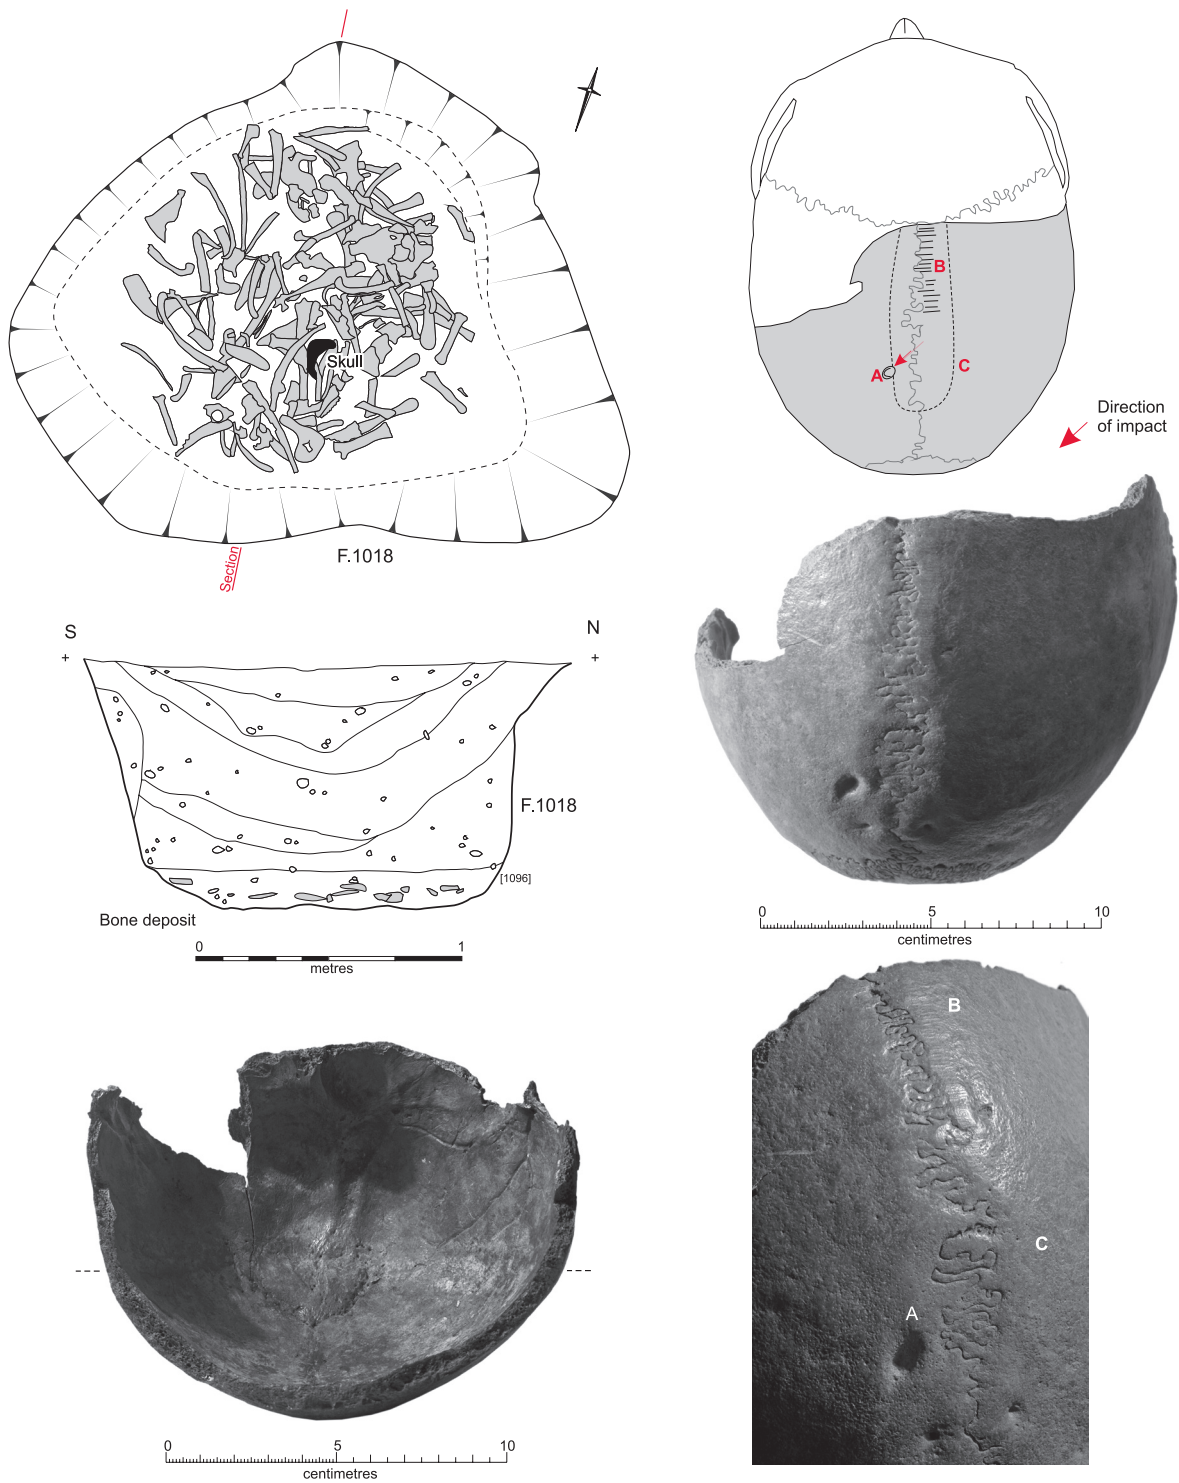 Skull
Section
F.1018
B
A
C
Direction
of impact
S
N
+
+
F.1018
[1096]
Bone deposit
0
1
metres
0
5
10
centimetres
B
C
A
0
5
10
centimetres